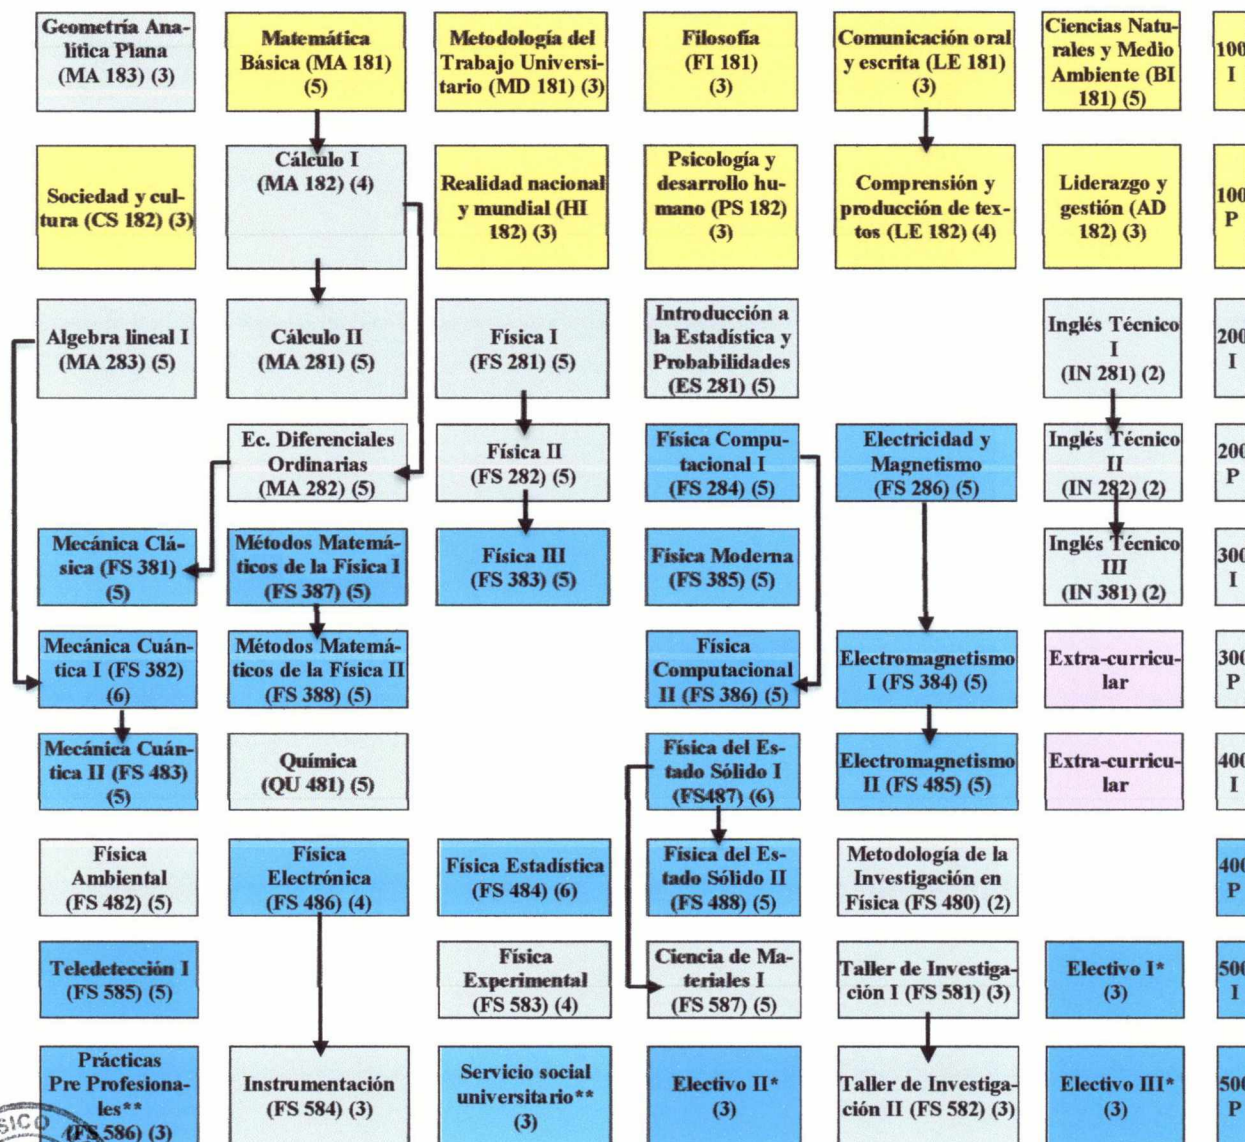 Geometría Ana-
lítica Plana
(MA 183) (3)
Matemática
Básica (MA 181)
(5)
Metodología del
Trabajo Universi-
tario (MD 181) (3)
Filosofía
(FI 181)
(3)
Comunicación oral
y escrita (LE 181)
(3)
Ciencias Natu-
rales y Medio
Ambiente (BI
181) (5)
100
I
Sociedad y cul-
tura (CS 182) (3)
Cálculo I
(MA 182) (4)
Realidad nacional
y mundial (HI
182) (3)
Psicología y
desarrollo hu-
mano (PS 182)
(3)
Comprensión y
producción de tex-
tos (LE 182) (4)
Liderazgo y
gestión (AD
182) (3)
100
P
Algebra lineal I
(MA 283) (5)
Cálculo II
(MA 281) (5)
Física I
(FS 281) (5)
Introducción a
la Estadística y
Probabilidades
(ES 281) (5)
Inglés Técnico
I
(IN 281) (2)
200
I
Ec. Diferenciales
Ordinarias
(MA 282) (5)
Física II
(FS 282) (5)
Física Compu-
tacional I
(FS 284) (5)
Electricidad y
Magnetismo
(FS 286) (5)
Inglés Técnico
II
(IN 282) (2)
200
P
Mecánica Clá-
sica (FS 381)
(5)
Métodos Matemá-
ticos de la Física I
(FS 387) (5)
Física III
(FS 383) (5)
Física Moderna
(FS 385) (5)
Inglés Técnico
III
(IN 381) (2)
300
I
Mecánica Cuán-
tica I (FS 382)
(6)
Métodos Matemá-
ticos de la Física II
(FS 388) (5)
Física
Computacional
II (FS 386) (5)
Electromagnetismo
I (FS 384) (5)
Extra-curricu-
lar
300
P
Mecánica Cuán-
tica II (FS 483)
(5)
Química
(QU 481) (5)
Física del Es-
tado Sólido I
(FS487) (6)
Electromagnetismo
II (FS 485) (5)
Extra-curricu-
lar
400
I
Física
Ambiental
(FS 482) (5)
Física
Electrónica
(FS 486) (4)
Física Estadística
(FS 484) (6)
Física del Es-
tado Sólido II
(FS 488) (5)
Metodología de la
Investigación en
Física (FS 480) (2)
400
P
Teledetección I
(FS 585) (5)
Física
Experimental
(FS 583) (4)
Ciencia de Ma-
teriales I
(FS 587) (5)
Taller de Investiga-
ción I (FS 581) (3)
Electivo I*
(3)
500
I
Prácticas
Pre Profesiona-
les**
(FS 586) (3)
Instrumentación
(FS 584) (3)
Servicio social
universitario**
(3)
Electivo II*
(3)
Taller de Investiga-
ción II (FS 582) (3)
Electivo III*
(3)
500
P